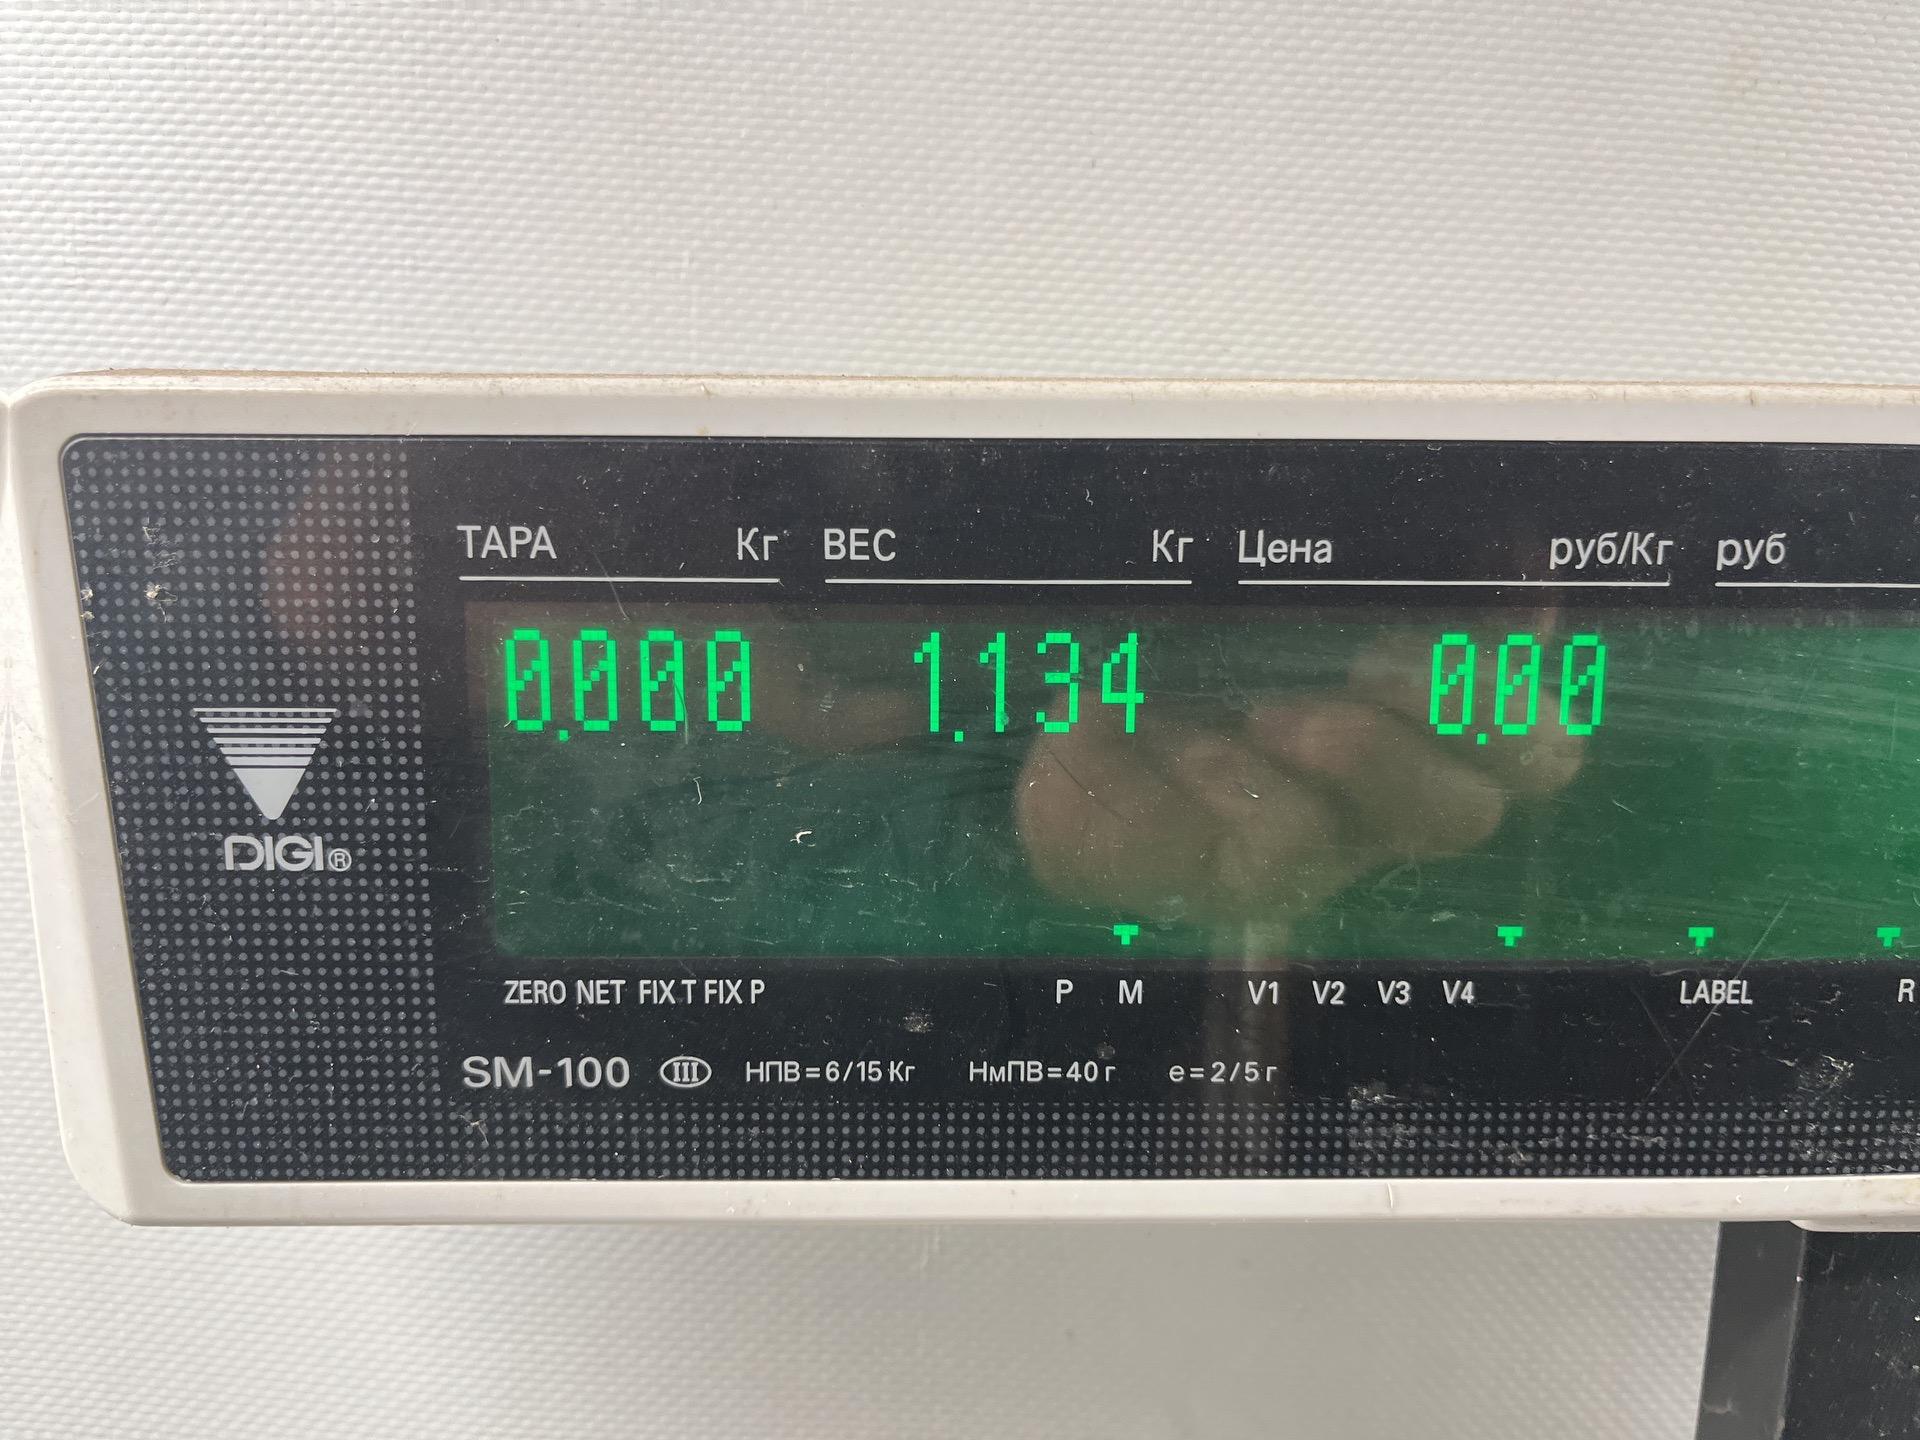 ТАРА Кг ВЕС Кг Цена руб/Кг руб
0.000 1.134 0.00
DIGI®
ZERO NET FIX T FIX P P M V1 V2 V3 V4 LABEL R
SM-100 III НПВ=6/15 Кг НмПВ=40 г e=2/5 г